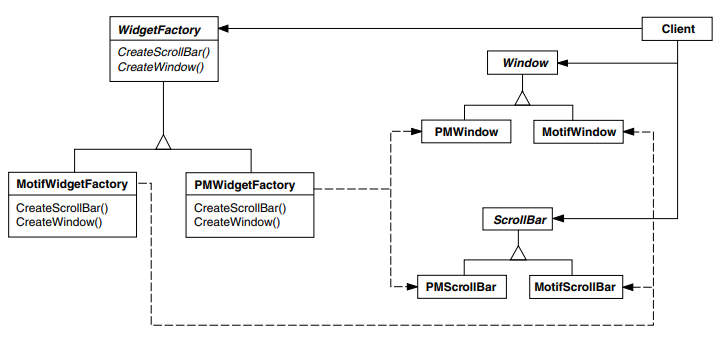 WidgetFactory
CreateScrollBar()
CreateWindow()
Client
Window
PMWindow
MotifWindow
MotifWidgetFactory
CreateScrollBar()
CreateWindow()
PMWidgetFactory
CreateScrollBar()
CreateWindow()
ScrollBar
PMScrollBar
MotifScrollBar